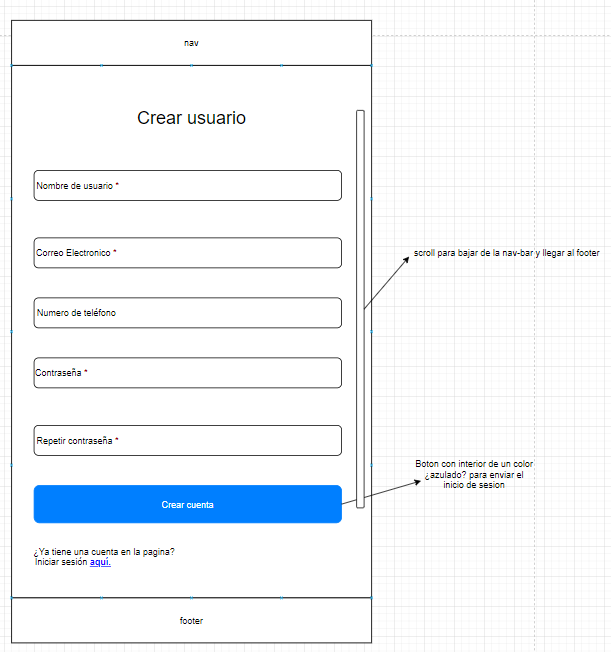 nav
Crear usuario
Nombre de usuario *
Correo Electronico *
scroll para bajar de la nav-bar y llegar al footer
Numero de teléfono
Contraseña *
Repetir contraseña *
Boton con interior de un color
¿azulado? para enviar el
inicio de sesion
Crear cuenta
¿Ya tiene una cuenta en la pagina?
Iniciar sesión aquí.
footer